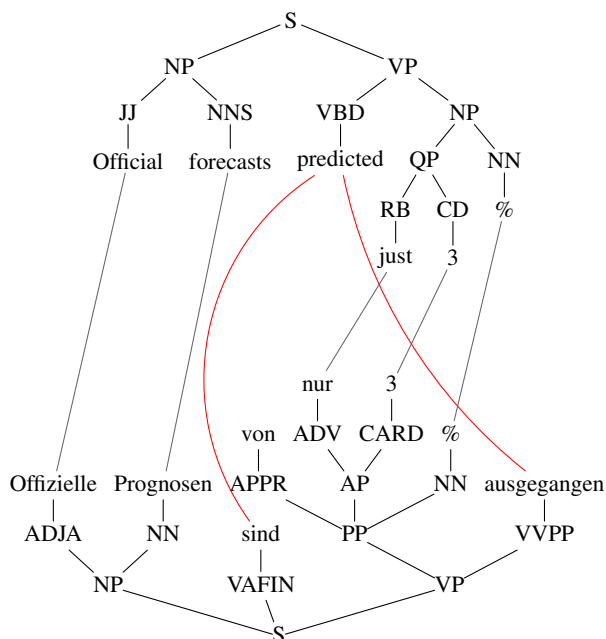 S
NP VP
JJ NNS VBD NP
Official forecasts predicted QP NN
RB CD %
just 3
nur 3
von ADV CARD %
Offizielle Prognosen APPR AP NN ausgegangen
ADJA NN sind PP VVPP
NP VAFIN VP
S